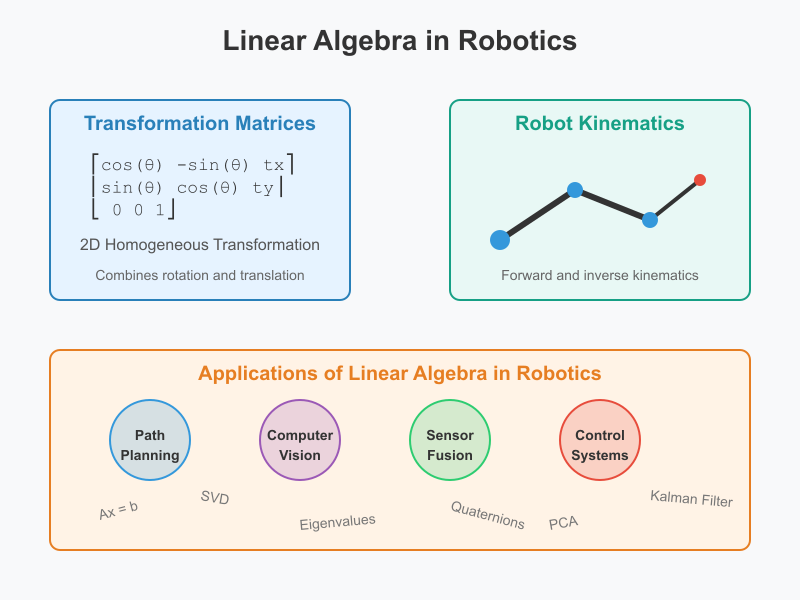 Linear Algebra in Robotics
Transformation Matrices
⎡cos(θ) -sin(θ) tx⎤
⎢sin(θ) cos(θ) ty⎥
⎣ 0 0 1⎦
2D Homogeneous Transformation
Combines rotation and translation
Robot Kinematics
Forward and inverse kinematics
Applications of Linear Algebra in Robotics
Path
Planning
Computer
Vision
Sensor
Fusion
Control
Systems
Ax = b
SVD
Eigenvalues
Quaternions
PCA
Kalman Filter